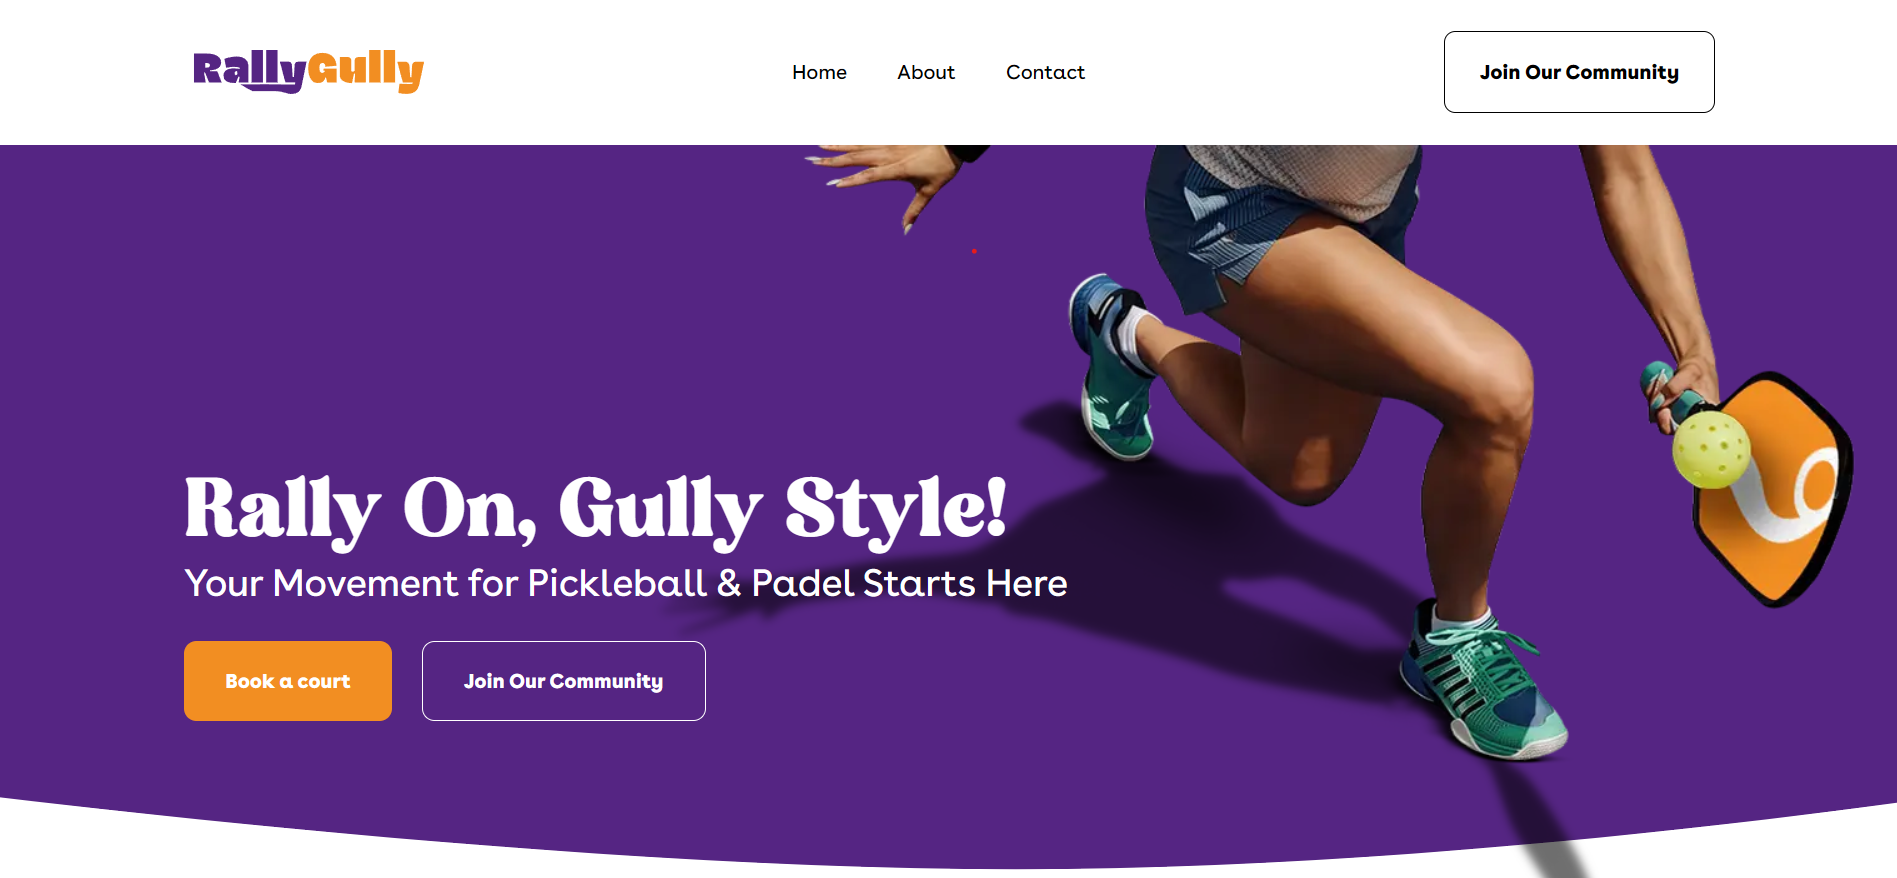 RallyGully
Home About Contact
Join Our Community
Rally On, Gully Style!
Your Movement for Pickleball & Padel Starts Here
Book a court
Join Our Community